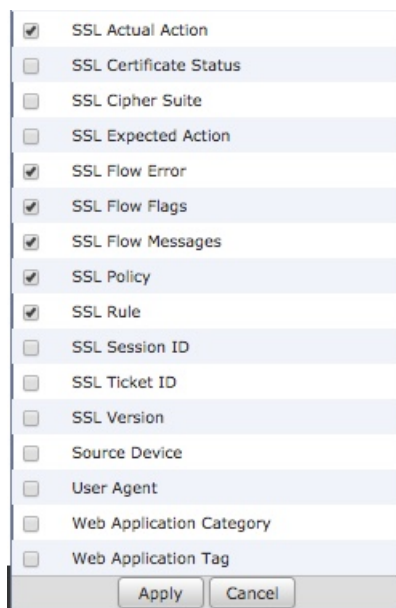 SSL Actual Action
SSL Certificate Status
SSL Cipher Suite
SSL Expected Action
SSL Flow Error
SSL Flow Flags
SSL Flow Messages
SSL Policy
SSL Rule
SSL Session ID
SSL Ticket ID
SSL Version
Source Device
User Agent
Web Application Category
Web Application Tag
Apply Cancel